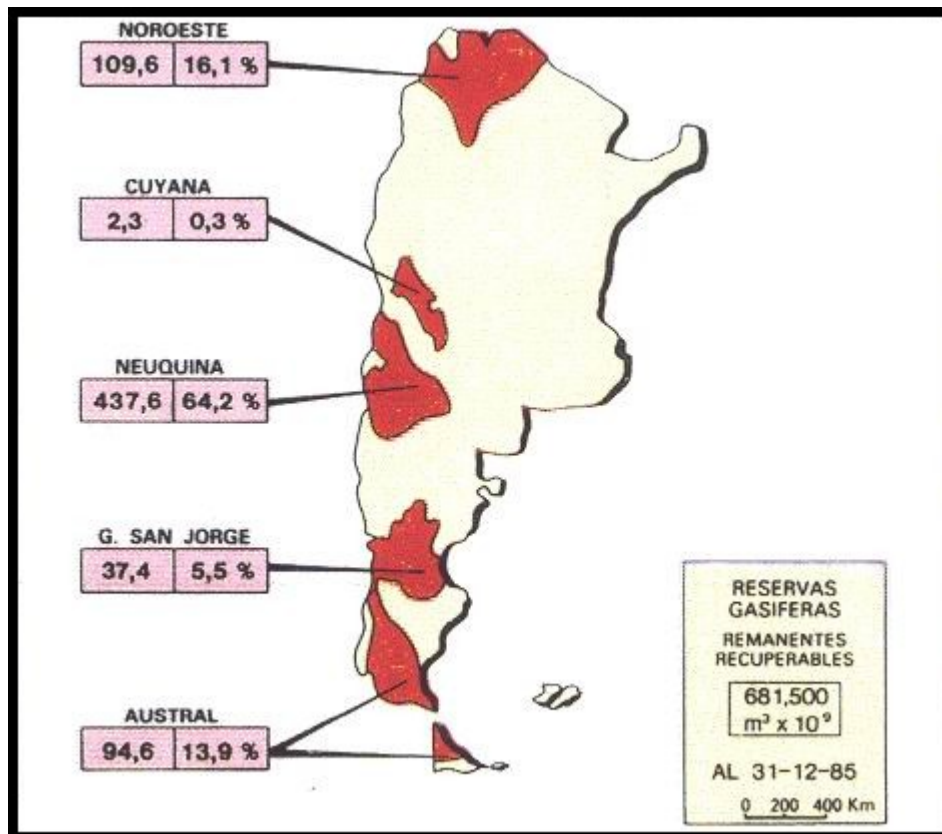 NOROESTE
109,6 16,1 %
CUYANA
2,3 0,3 %
NEUQUINA
437,6 64,2 %
G. SAN JORGE
37,4 5,5 %
AUSTRAL
94,6 13,9 %
RESERVAS
GASIFERAS
REMANENTES
RECUPERABLES
681,500
m³ x 10⁹
AL 31-12-85
0 200 400 Km